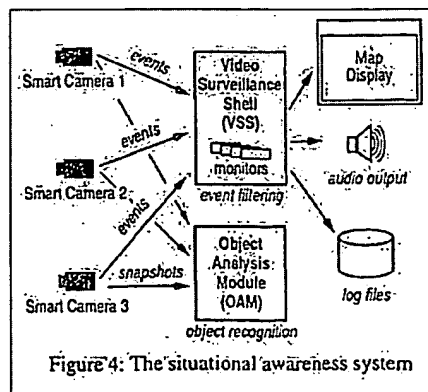 Smart Camera 1
events
Video
Surveillance
Shell
(VSS)
monitors
event filtering
Map
Display
audio output
events
Smart Camera 2
events
snapshots
Smart Camera 3
Object
Analysis
Module
(OAM)
object recognition
log files
Figure 4: The situational awareness system